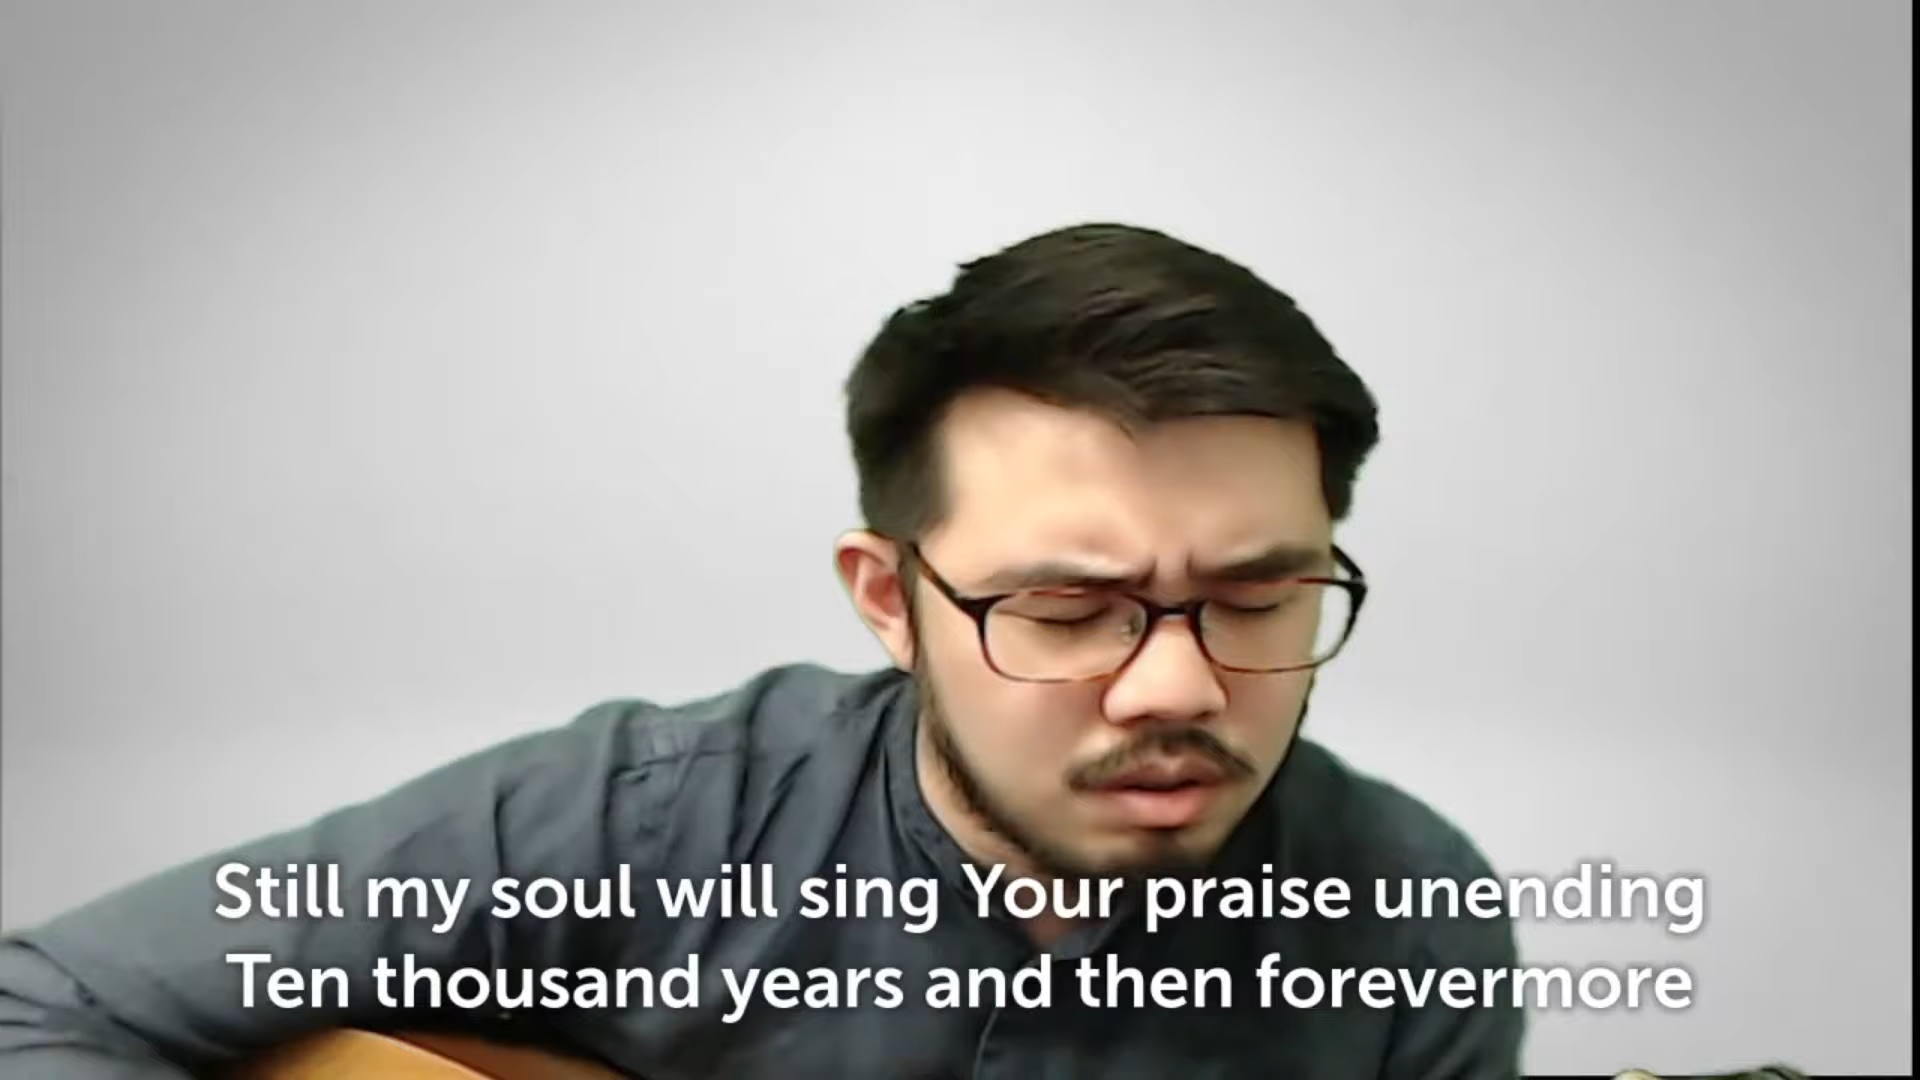 Still my soul will sing Your praise unending
Ten thousand years and then forevermore